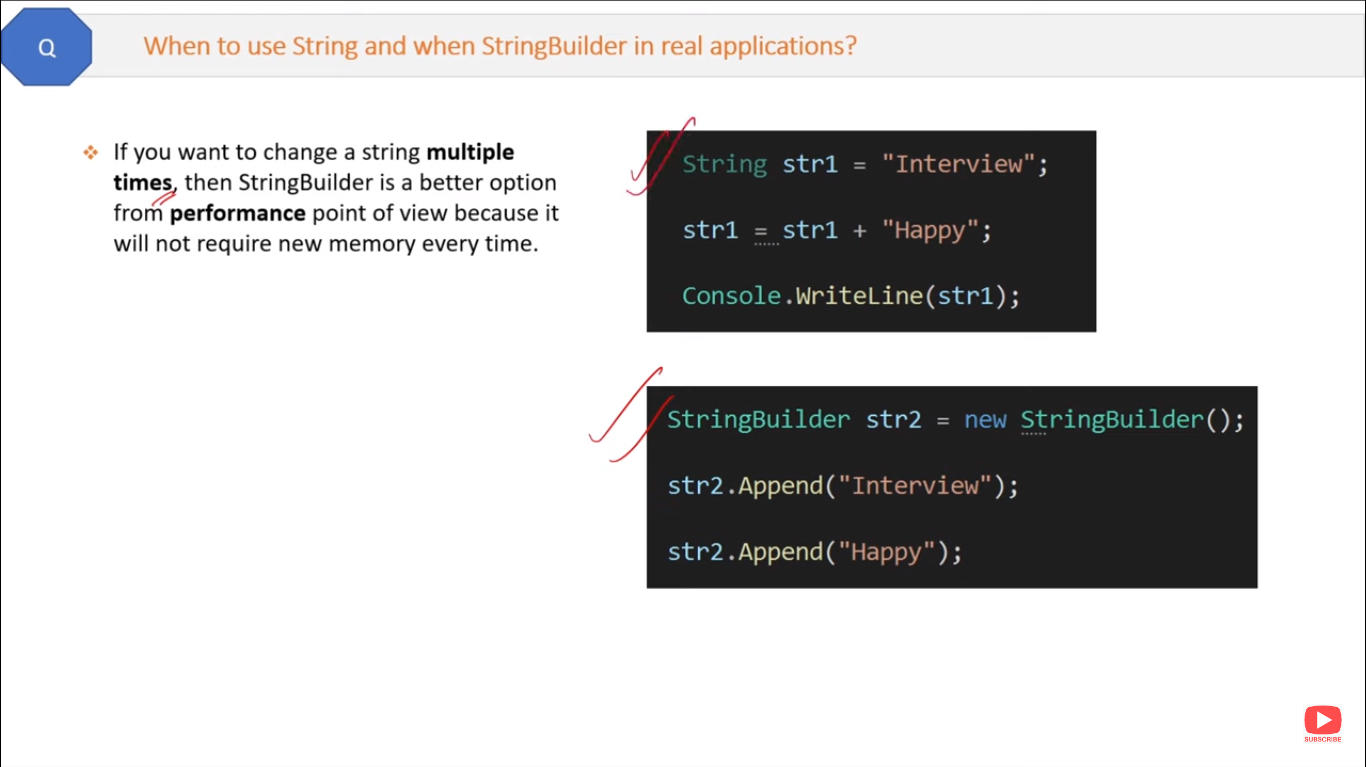 Q
When to use String and when StringBuilder in real applications?
❖ If you want to change a string multiple
times, then StringBuilder is a better option
from performance point of view because it
will not require new memory every time.
String str1 = "Interview";
str1 = str1 + "Happy";
Console.WriteLine(str1);
StringBuilder str2 = new StringBuilder();
str2.Append("Interview");
str2.Append("Happy");
SUBSCRIBE